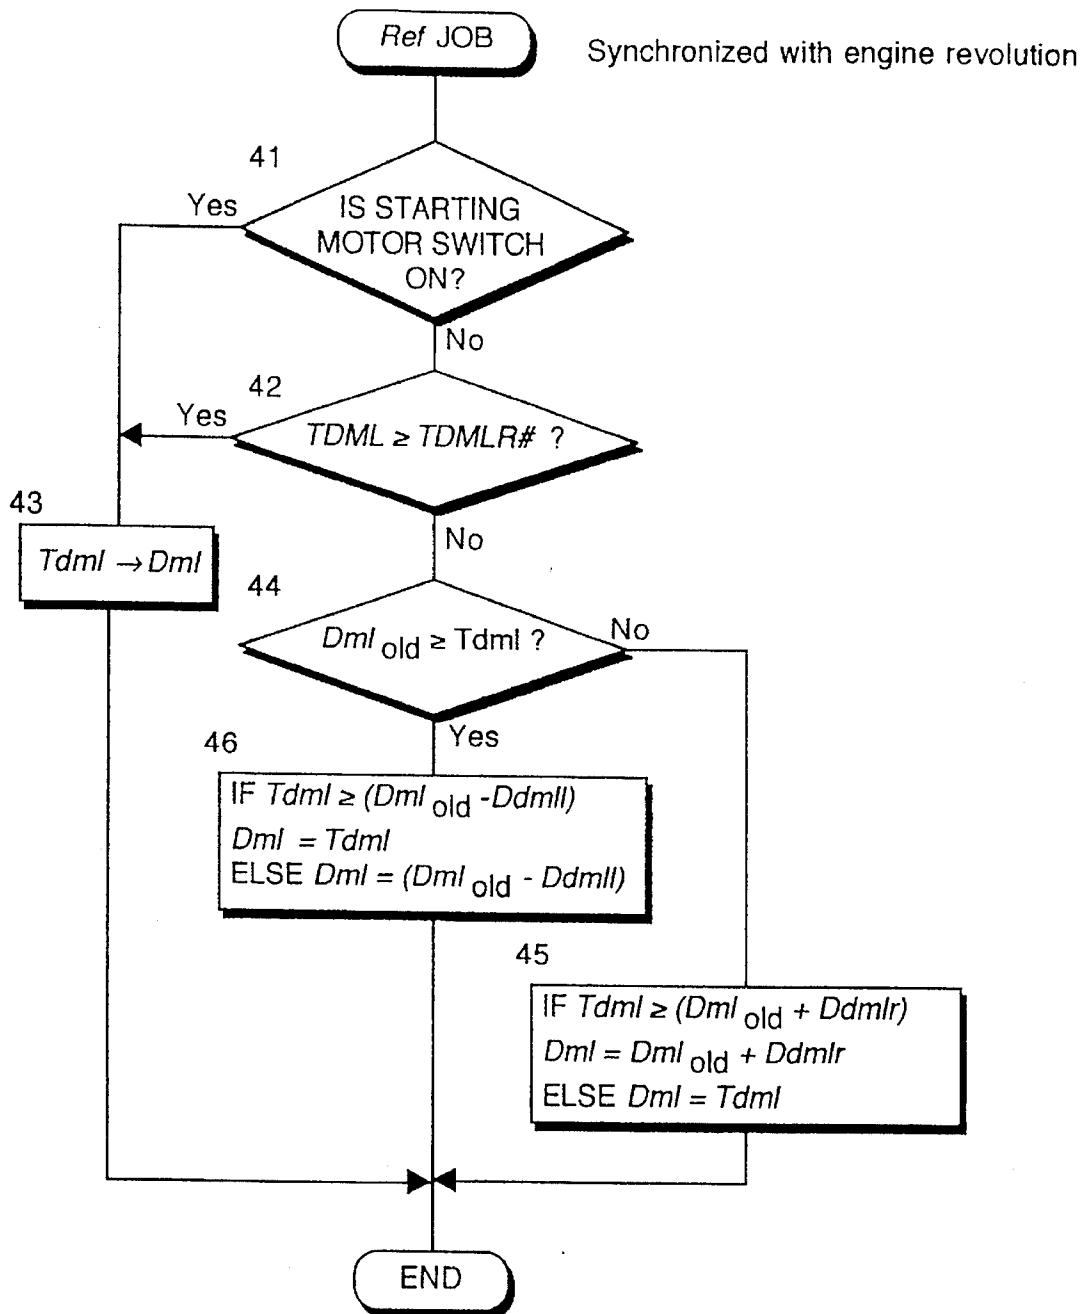 Ref JOB
Synchronized with engine revolution
41
Yes
IS STARTING
MOTOR SWITCH
ON?
No
42
Yes
TDML ≥ TDMLR# ?
43
No
Tdml → Dml
44
Dml old ≥ Tdml ?
No
Yes
46
IF Tdml ≥ (Dml old -Ddmll)
Dml = Tdml
ELSE Dml = (Dml old - Ddmll)
45
IF Tdml ≥ (Dml old + Ddmlr)
Dml = Dml old + Ddmlr
ELSE Dml = Tdml
END